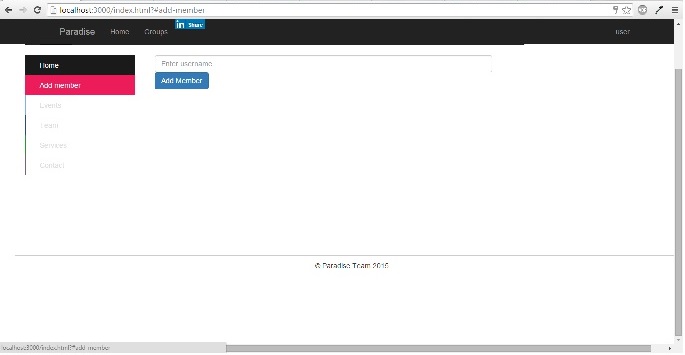 localhost:3000/index.html?#add-member
Paradise Home Groups in Share user
Home
Add member
Events
Team
Services
Contact
Enter username
Add Member
© Paradise Team 2015
localhost:3000/index.html?#add-member